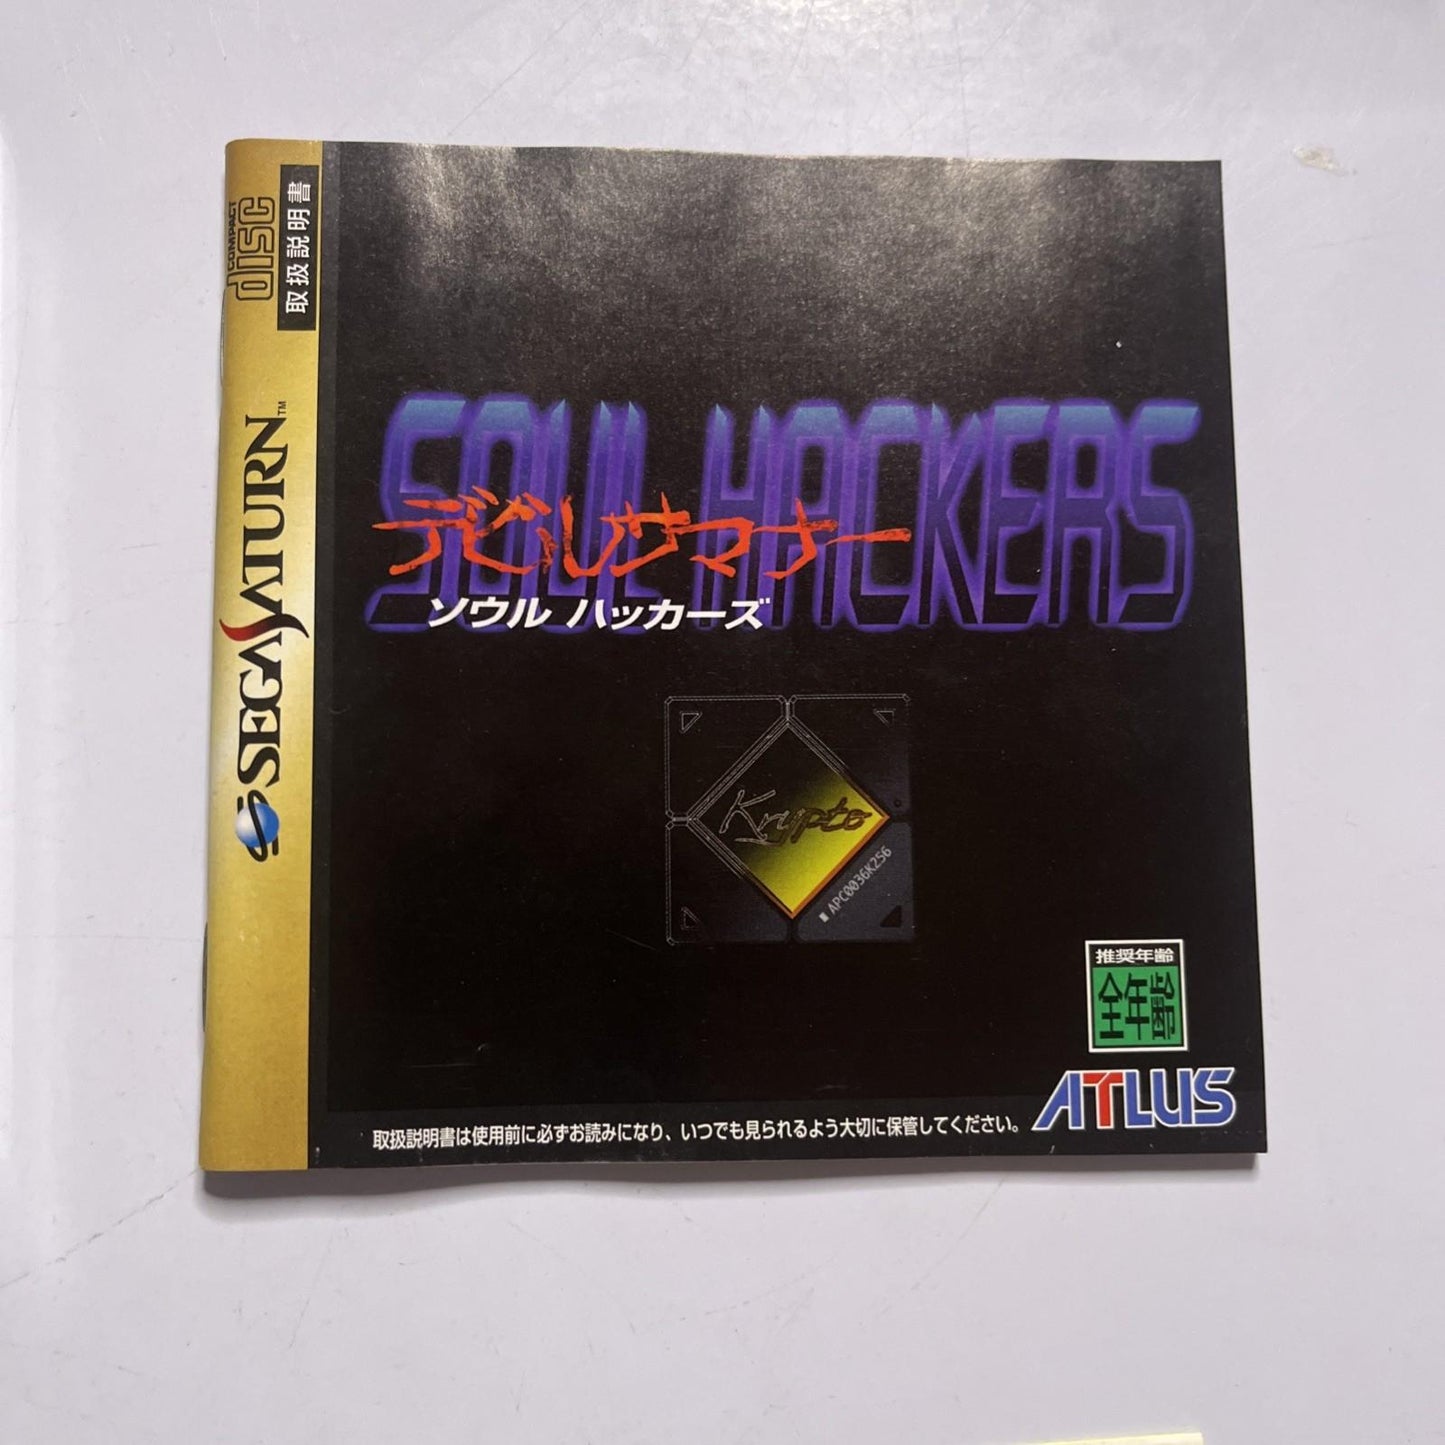 COMPACT
disc
取扱説明書
SEGA SATURN™
SOUL HACKERS
デビルサマナー
ソウル ハッカーズ
Krypto
■ APC0036K256
推奨年齢
全年齢
ATLUS
取扱説明書は使用前に必ずお読みになり、いつでも見られるよう大切に保管してください。